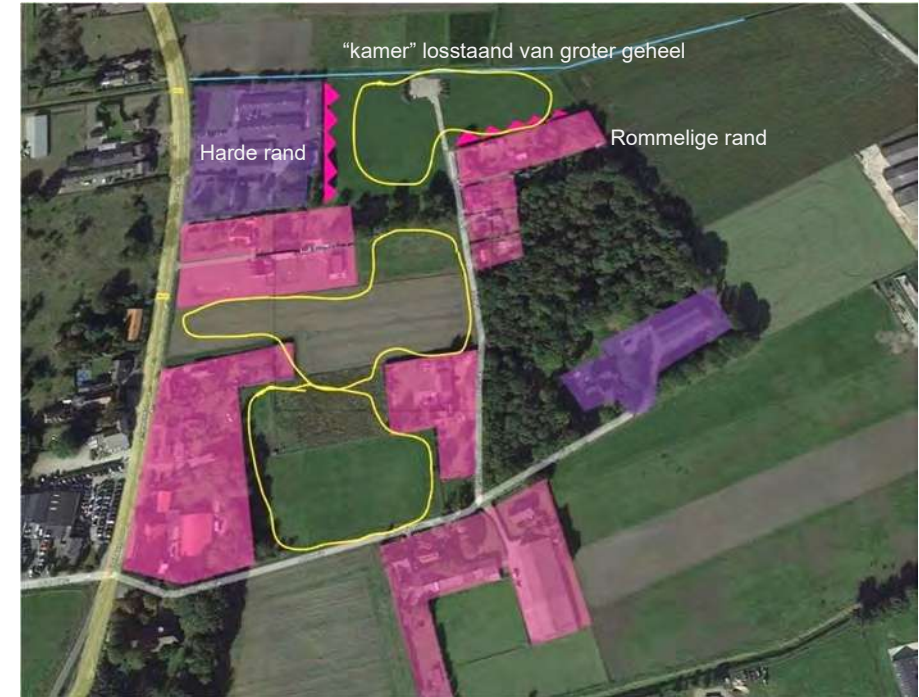 “kamer” losstaand van groter geheel
Harde rand
Rommelige rand